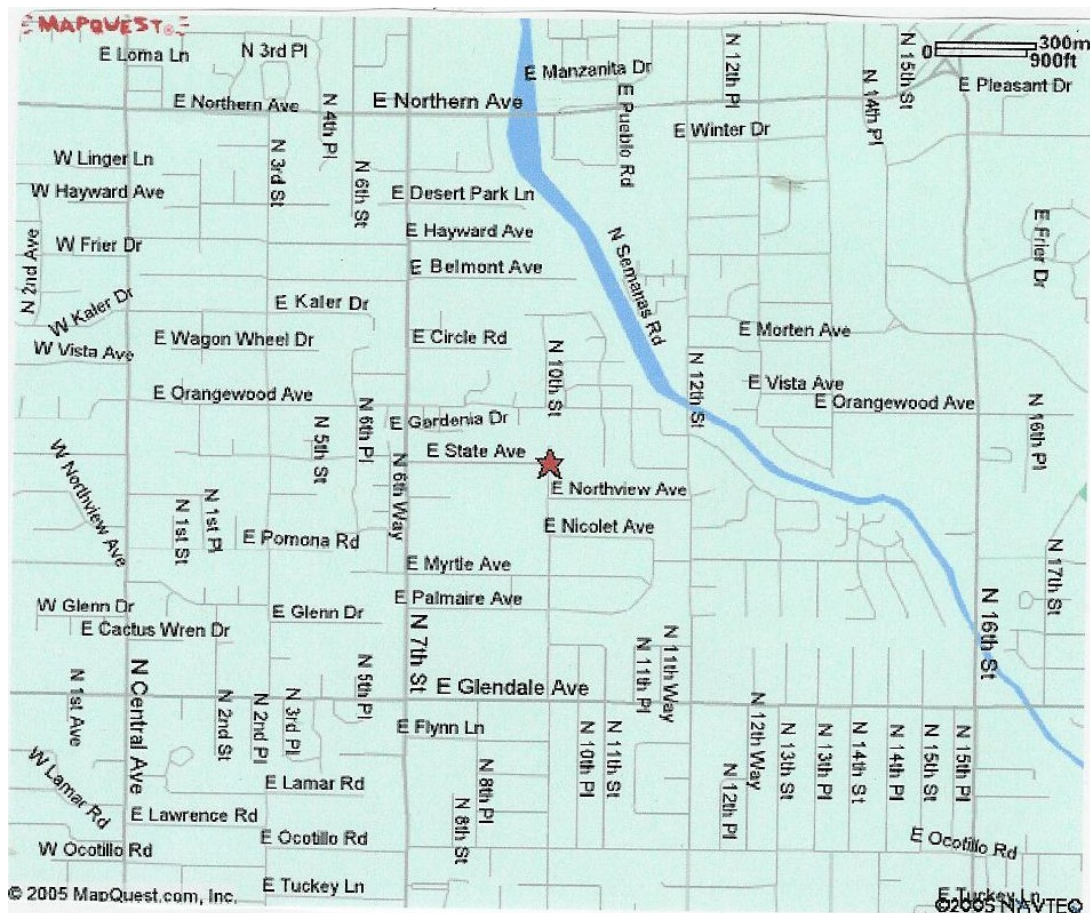 MAPQUEST®
0
300m
900ft
E Loma Ln
N 3rd Pl
E Manzanita Dr
N 12th Pl
N 15th St
N 14th Pl
E Pleasant Dr
E Northern Ave
N 4th Pl
E Northern Ave
E Pueblo Rd
E Winter Dr
W Linger Ln
N 3rd St
N 6th St
W Hayward Ave
E Desert Park Ln
N 2nd Ave
W Frier Dr
E Hayward Ave
N Semanas Rd
E Frier Dr
E Belmont Ave
W Kaler Dr
E Kaler Dr
E Wagon Wheel Dr
E Circle Rd
N 10th St
E Morten Ave
W Vista Ave
N 12th St
E Vista Ave
E Orangewood Ave
E Orangewood Ave
N 16th Pl
N 5th St
N 6th Pl
E Gardenia Dr
E State Ave
W Northview Ave
N 6th Way
E Northview Ave
N 1st St
N 1st Pl
E Pomona Rd
E Nicolet Ave
E Myrtle Ave
N 17th St
W Glenn Dr
E Glenn Dr
E Palmaire Ave
E Cactus Wren Dr
N 7th St
N 16th St
N 1st Ave
N Central Ave
N 2nd St
N 2nd Pl
N 3rd Pl
N 5th Pl
E Glendale Ave
N 11th Pl
N 11th Way
E Flynn Ln
N 10th Pl
N 11th St
N 12th Way
N 13th St
N 13th Pl
N 14th St
N 14th Pl
N 15th St
N 15th Pl
W Lamar Rd
E Lamar Rd
N 8th Pl
N 12th Pl
E Lawrence Rd
N 8th St
W Ocotillo Rd
E Ocotillo Rd
E Ocotillo Rd
E Tuckey Ln
E Tuckey Ln
© 2005 MapQuest.com, Inc.
©2005 NAVTEQ